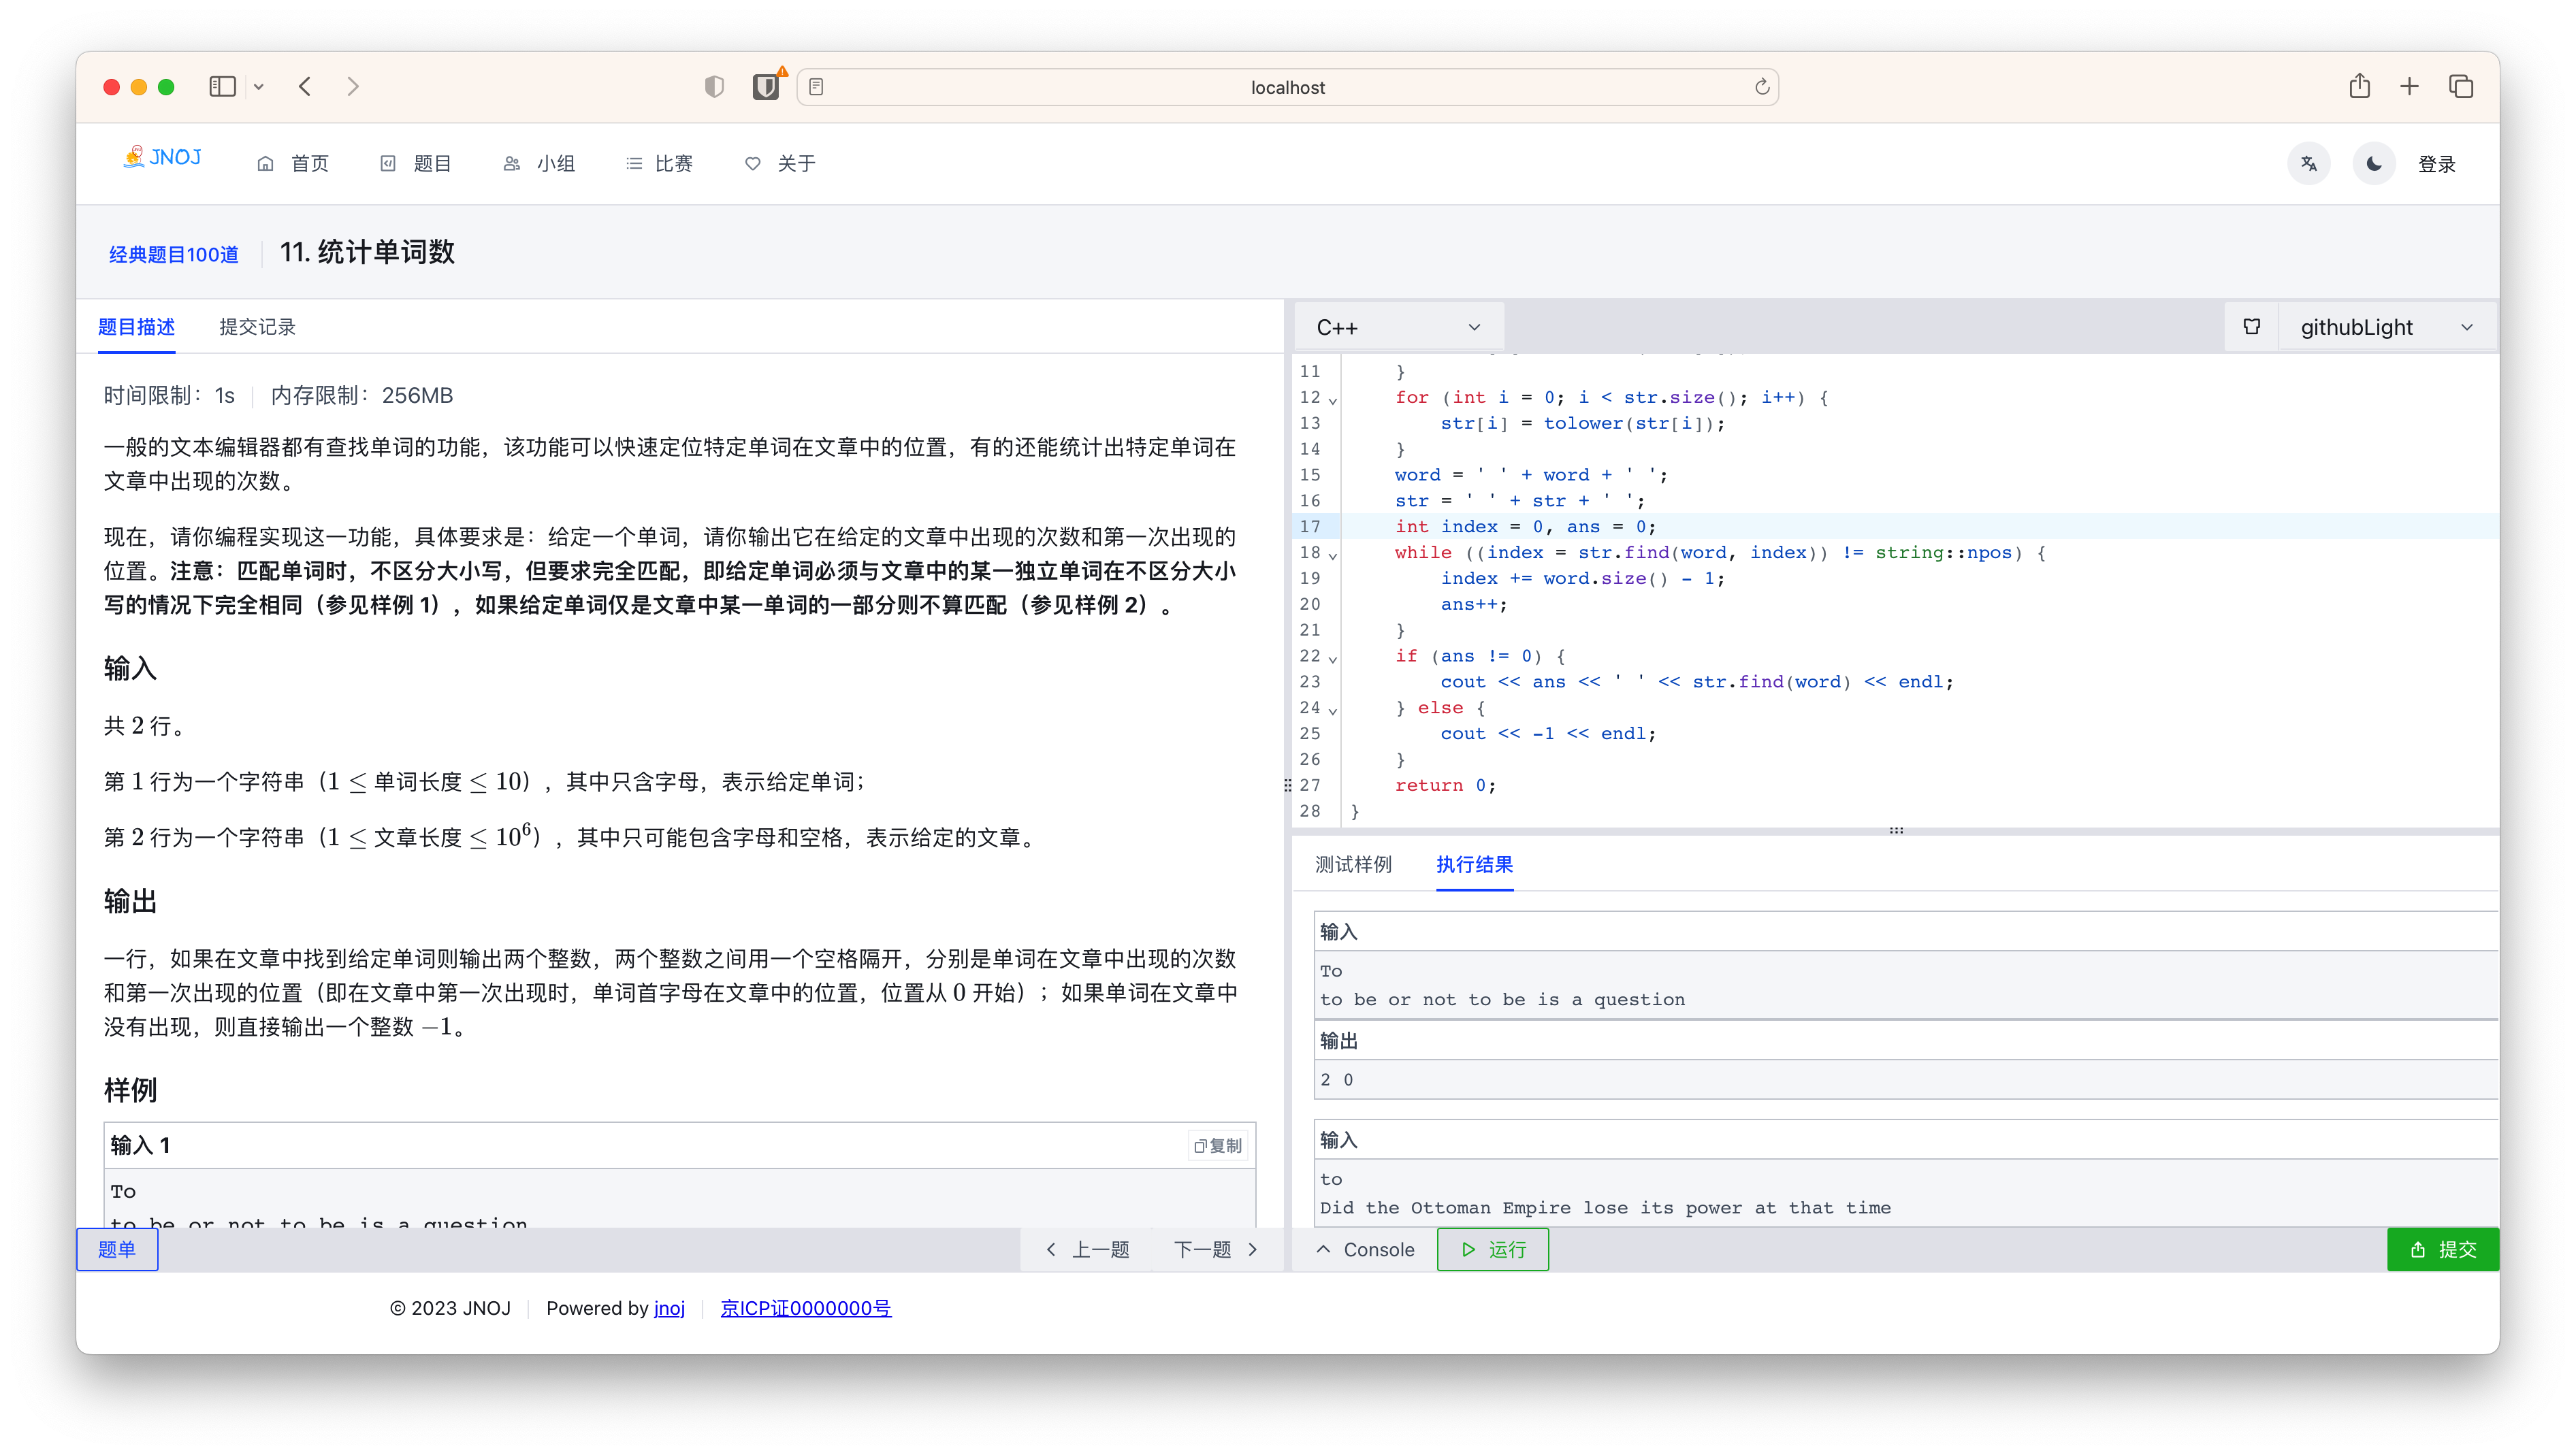 localhost
JNOJ
首页
题目
小组
比赛
关于
登录
经典题目100道
11. 统计单词数
题目描述
提交记录
时间限制：1s
内存限制：256MB
一般的文本编辑器都有查找单词的功能，该功能可以快速定位特定单词在文章中的位置，有的还能统计出特定单词在
文章中出现的次数。
现在，请你编程实现这一功能，具体要求是：给定一个单词，请你输出它在给定的文章中出现的次数和第一次出现的
位置。注意：匹配单词时，不区分大小写，但要求完全匹配，即给定单词必须与文章中的某一独立单词在不区分大小
写的情况下完全相同（参见样例 1），如果给定单词仅是文章中某一单词的一部分则不算匹配（参见样例 2）。
输入
共 2 行。
第 1 行为一个字符串（1 ≤ 单词长度 ≤ 10），其中只含字母，表示给定单词；
第 2 行为一个字符串（1 ≤ 文章长度 ≤ 10⁶），其中只可能包含字母和空格，表示给定的文章。
输出
一行，如果在文章中找到给定单词则输出两个整数，两个整数之间用一个空格隔开，分别是单词在文章中出现的次数
和第一次出现的位置（即在文章中第一次出现时，单词首字母在文章中的位置，位置从 0 开始）；如果单词在文章中
没有出现，则直接输出一个整数 −1。
样例
输入 1
复制
To
to be or not to be is a question
题单
上一题
下一题
C++
githubLight
11 }
12 for (int i = 0; i < str.size(); i++) {
13 str[i] = tolower(str[i]);
14 }
15 word = ' ' + word + ' ';
16 str = ' ' + str + ' ';
17 int index = 0, ans = 0;
18 while ((index = str.find(word, index)) != string::npos) {
19 index += word.size() - 1;
20 ans++;
21 }
22 if (ans != 0) {
23 cout << ans << ' ' << str.find(word) << endl;
24 } else {
25 cout << -1 << endl;
26 }
27 return 0;
28 }
测试样例
执行结果
输入
To
to be or not to be is a question
输出
2 0
输入
to
Did the Ottoman Empire lose its power at that time
Console
运行
提交
© 2023 JNOJ
Powered by jnoj
京ICP证0000000号